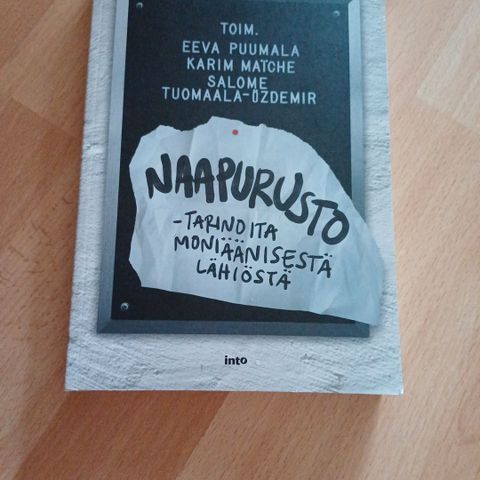 TOIM.
EEVA PUUMALA
KARIM MATCHE
SALOME
TUOMAALA-ÖZDEMIR
NAAPURUSTO
-TARINOITA
MONIÄÄNISESTÄ
LÄHIÖSTÄ
into